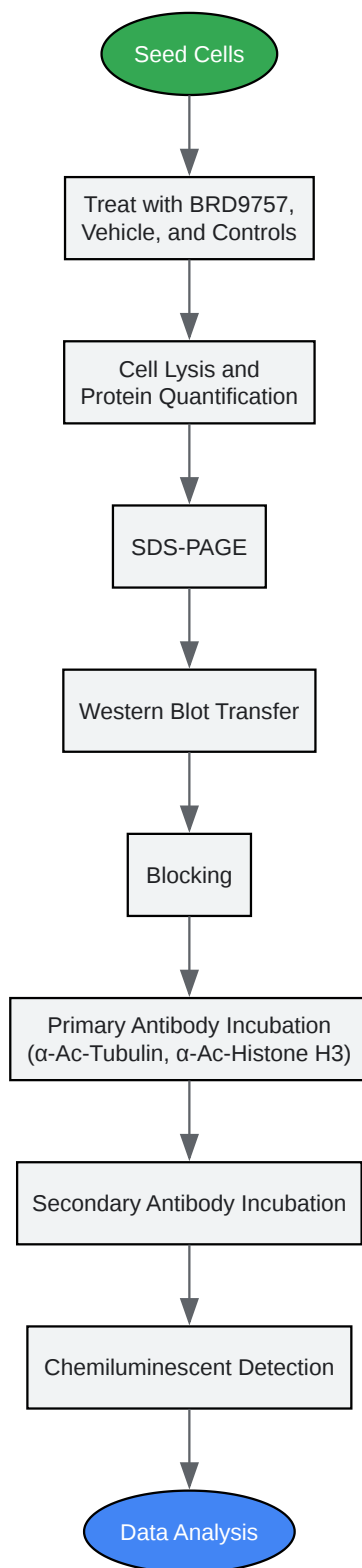 Seed Cells
Treat with BRD9757,
Vehicle, and Controls
Cell Lysis and
Protein Quantification
SDS-PAGE
Western Blot Transfer
Blocking
Primary Antibody Incubation
(α-Ac-Tubulin, α-Ac-Histone H3)
Secondary Antibody Incubation
Chemiluminescent Detection
Data Analysis